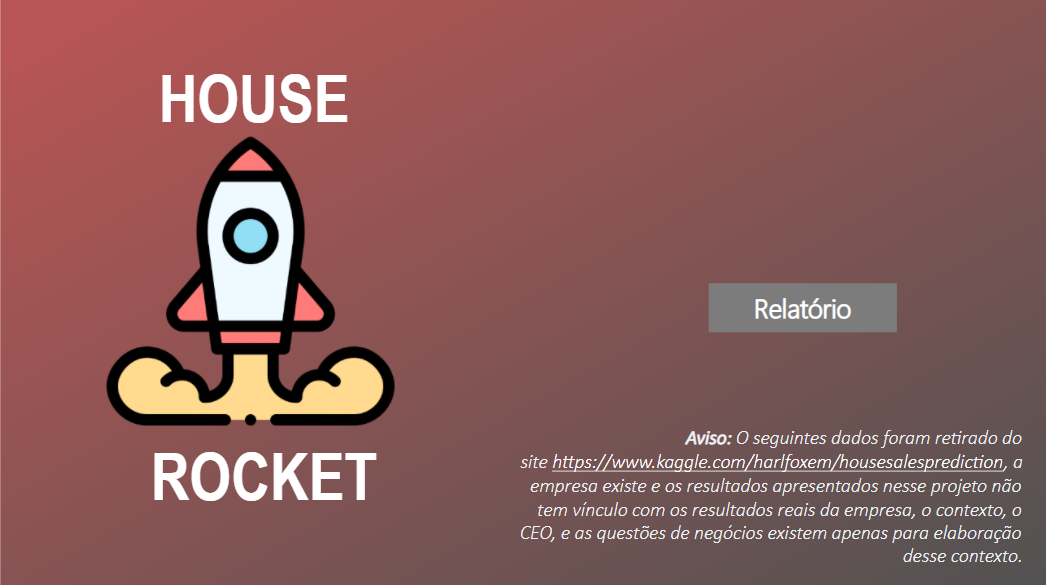 HOUSE
ROCKET
Relatório
Aviso: O seguintes dados foram retirado do
site https://www.kaggle.com/harlfoxem/housesalesprediction, a
empresa existe e os resultados apresentados nesse projeto não
tem vínculo com os resultados reais da empresa, o contexto, o
CEO, e as questões de negócios existem apenas para elaboração
desse contexto.